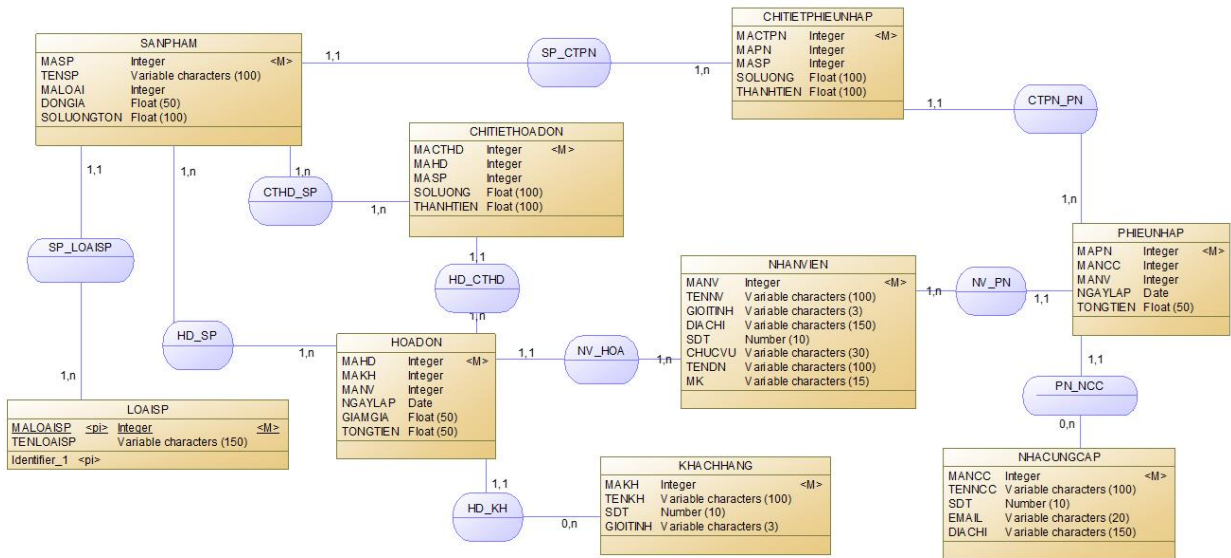 SANPHAM
MASP Integer <M>
TENSP Variable characters (100)
MALOAI Integer
DONGIA Float (50)
SOLUONGTON Float (100)
1,1
SP_CTPN
1,n
CHITIETPHIEUNHAP
MACTPN Integer <M>
MAPN Integer
MASP Integer
SOLUONG Float (100)
THANHTIEN Float (100)
1,1
CTPN_PN
1,n
1,1
1,n
1,n
CTHD_SP
1,n
CHITIETHOADON
MACTHD Integer <M>
MAHD Integer
MASP Integer
SOLUONG Float (100)
THANHTIEN Float (100)
1,1
HD_CTHD
1,n
SP_LOAISP
1,n
HD_SP
1,n
HOADON
MAHD Integer <M>
MAKH Integer
MANV Integer
NGAYLAP Date
GIAMGIA Float (50)
TONGTIEN Float (50)
1,1
NV_HOA
1,n
NHANVIEN
MANV Integer <M>
TENNV Variable characters (100)
GIOITINH Variable characters (3)
DIACHI Variable characters (150)
SDT Number (10)
CHUCVU Variable characters (30)
TENDN Variable characters (100)
MK Variable characters (15)
1,n
NV_PN
1,1
PHIEUNHAP
MAPN Integer <M>
MANCC Integer
MANV Integer
NGAYLAP Date
TONGTIEN Float (50)
1,1
PN_NCC
0,n
LOAISP
MALOAISP <pi> Integer <M>
TENLOAISP Variable characters (150)
Identifier_1 <pi>
1,1
HD_KH
0,n
KHACHHANG
MAKH Integer <M>
TENKH Variable characters (100)
SDT Number (10)
GIOITINH Variable characters (3)
NHACUNGCAP
MANCC Integer <M>
TENNCC Variable characters (100)
SDT Number (10)
EMAIL Variable characters (20)
DIACHI Variable characters (150)